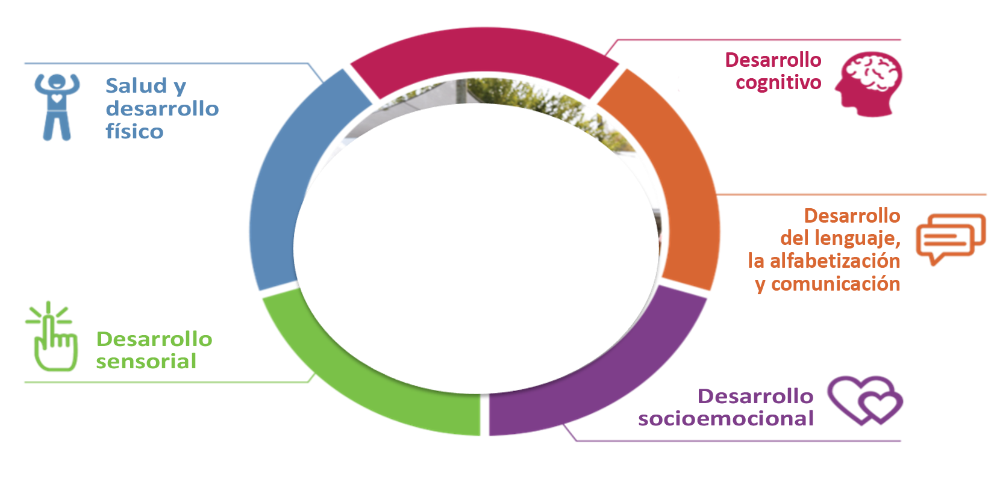 Salud y
desarrollo
físico
Desarrollo
cognitivo
Desarrollo
del lenguaje,
la alfabetización
y comunicación
Desarrollo
sensorial
Desarrollo
socioemocional